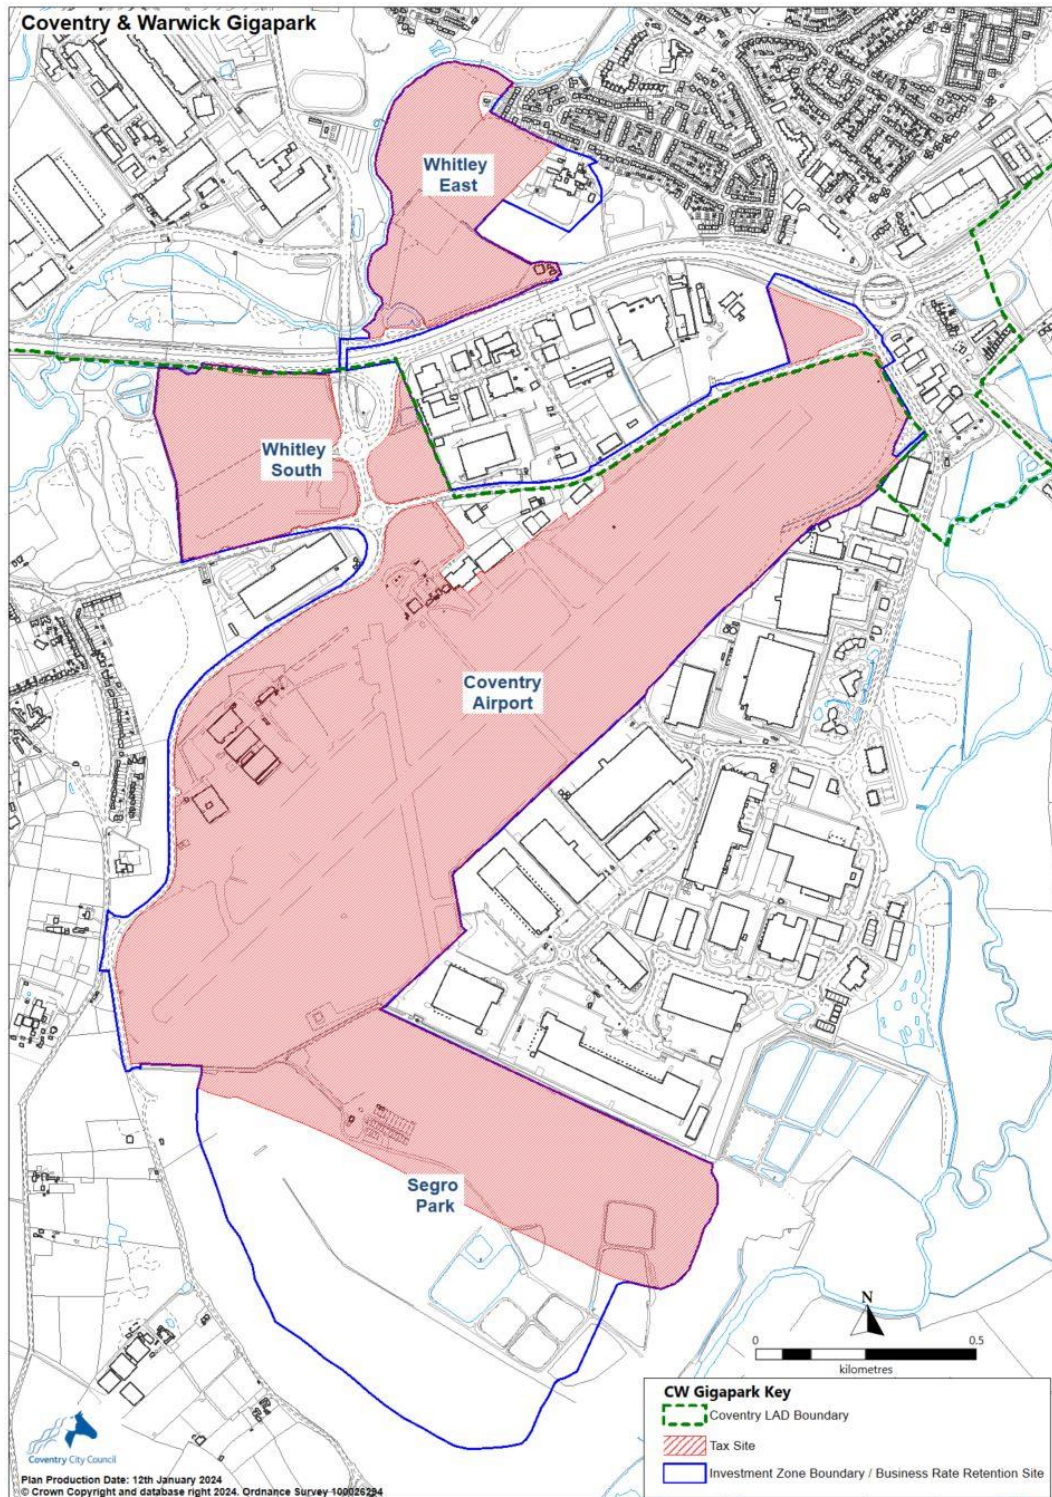 Coventry & Warwick Gigapark
Whitley
East
Whitley
South
Coventry
Airport
Segro
Park
N
0
0.5
kilometres
CW Gigapark Key
Coventry LAD Boundary
Tax Site
Investment Zone Boundary / Business Rate Retention Site
Coventry City Council
Plan Production Date: 12th January 2024
© Crown Copyright and database right 2024. Ordnance Survey 100026294